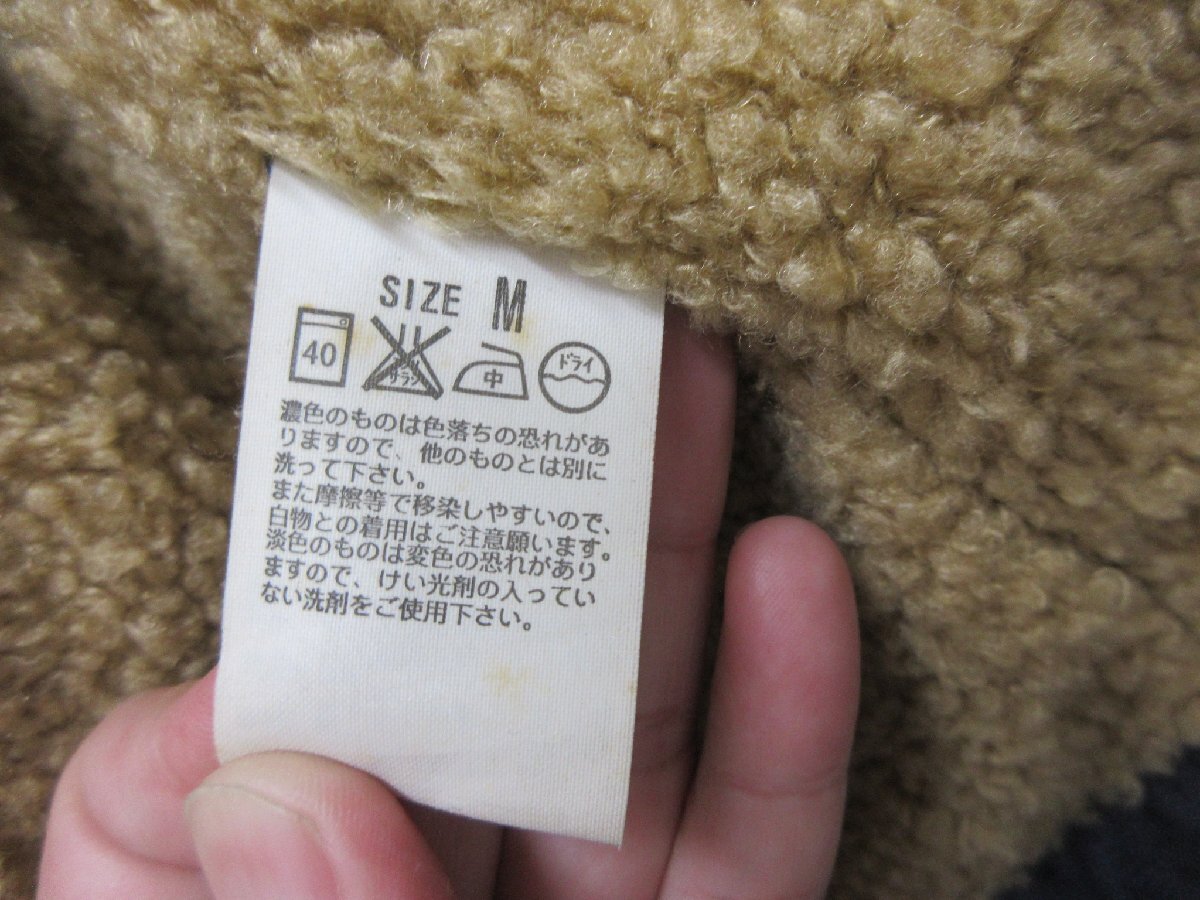 SIZE M
40 エンソ サラシ 中 ドライ
濃色のものは色落ちの恐れがあ
りますので、他のものとは別に
洗って下さい。
また摩擦等で移染しやすいので、
白物との着用はご注意願います。
淡色のものは変色の恐れがあり
ますので、けい光剤の入ってい
ない洗剤をご使用下さい。